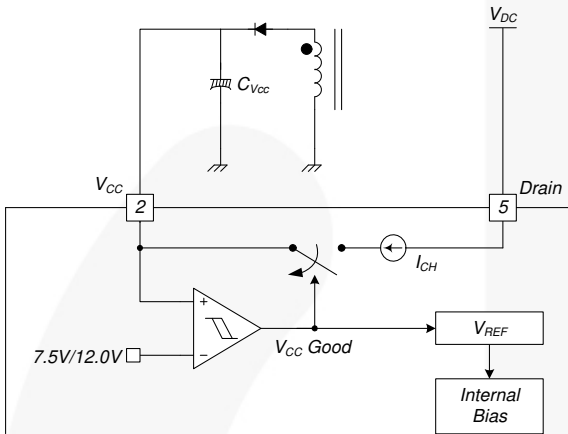 V_DC
C_Vcc
V_CC
Drain
2
5
I_CH
+
−
7.5V/12.0V
V_CC Good
V_REF
Internal
Bias